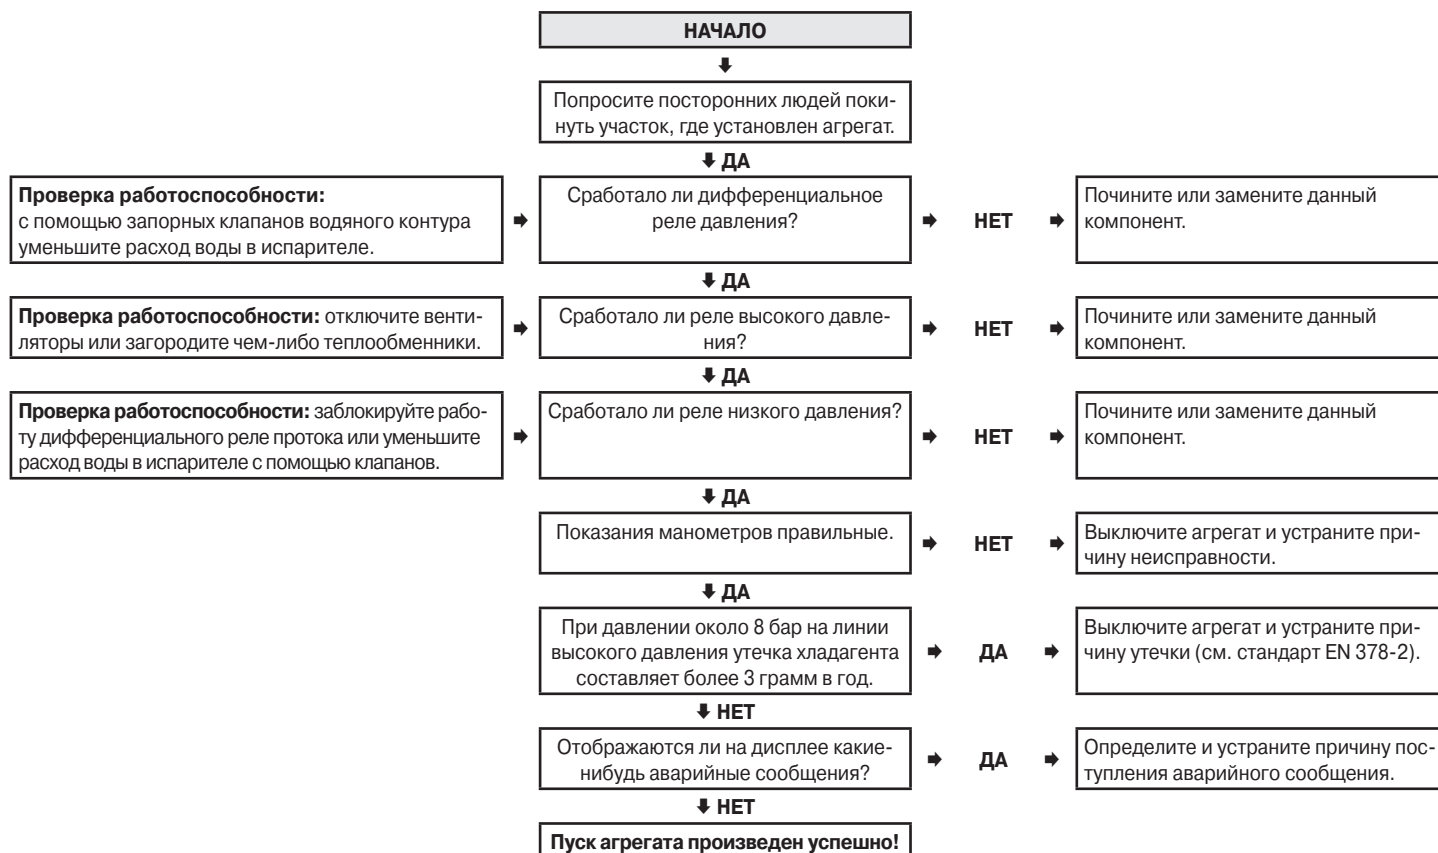 НАЧАЛО
Попросите посторонних людей поки-
нуть участок, где установлен агрегат.
ДА
Проверка работоспособности:
с помощью запорных клапанов водяного контура
уменьшите расход воды в испарителе.
Сработало ли дифференциальное
реле давления?
НЕТ
Почините или замените данный
компонент.
ДА
Проверка работоспособности: отключите венти-
ляторы или загородите чем-либо теплообменники.
Сработало ли реле высокого давле-
ния?
НЕТ
Почините или замените данный
компонент.
ДА
Проверка работоспособности: заблокируйте рабо-
ту дифференциального реле протока или уменьшите
расход воды в испарителе с помощью клапанов.
Сработало ли реле низкого давления?
НЕТ
Почините или замените данный
компонент.
ДА
Показания манометров правильные.
НЕТ
Выключите агрегат и устраните при-
чину неисправности.
ДА
При давлении около 8 бар на линии
высокого давления утечка хладагента
составляет более 3 грамм в год.
ДА
Выключите агрегат и устраните при-
чину утечки (см. стандарт EN 378-2).
НЕТ
Отображаются ли на дисплее какие-
нибудь аварийные сообщения?
ДА
Определите и устраните причину пос-
тупления аварийного сообщения.
НЕТ
Пуск агрегата произведен успешно!